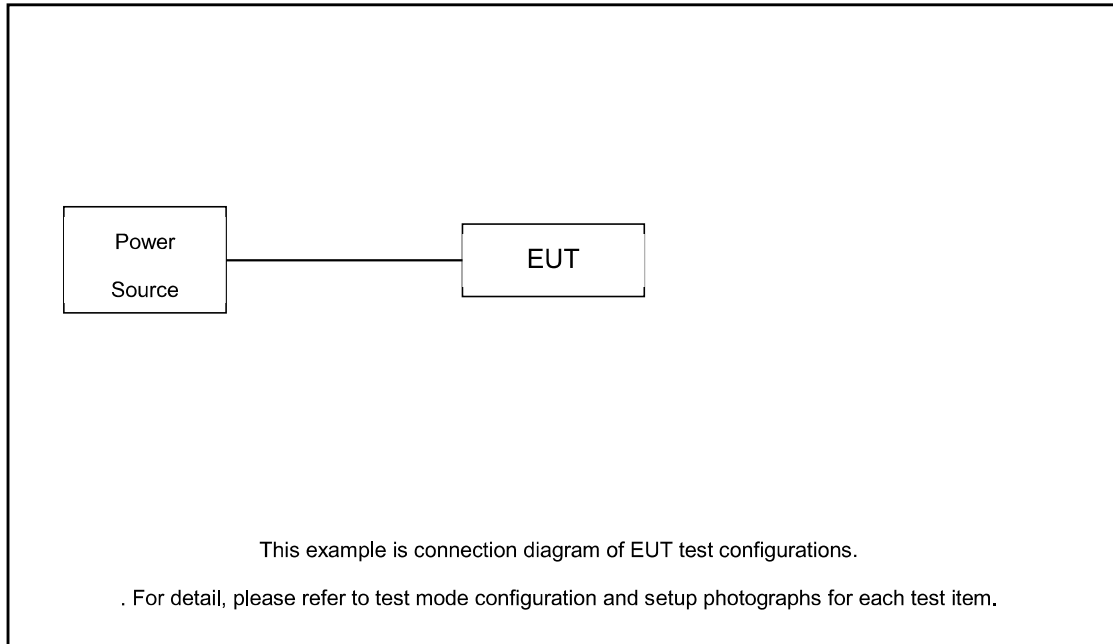 Power
Source
EUT
This example is connection diagram of EUT test configurations.
. For detail, please refer to test mode configuration and setup photographs for each test item.